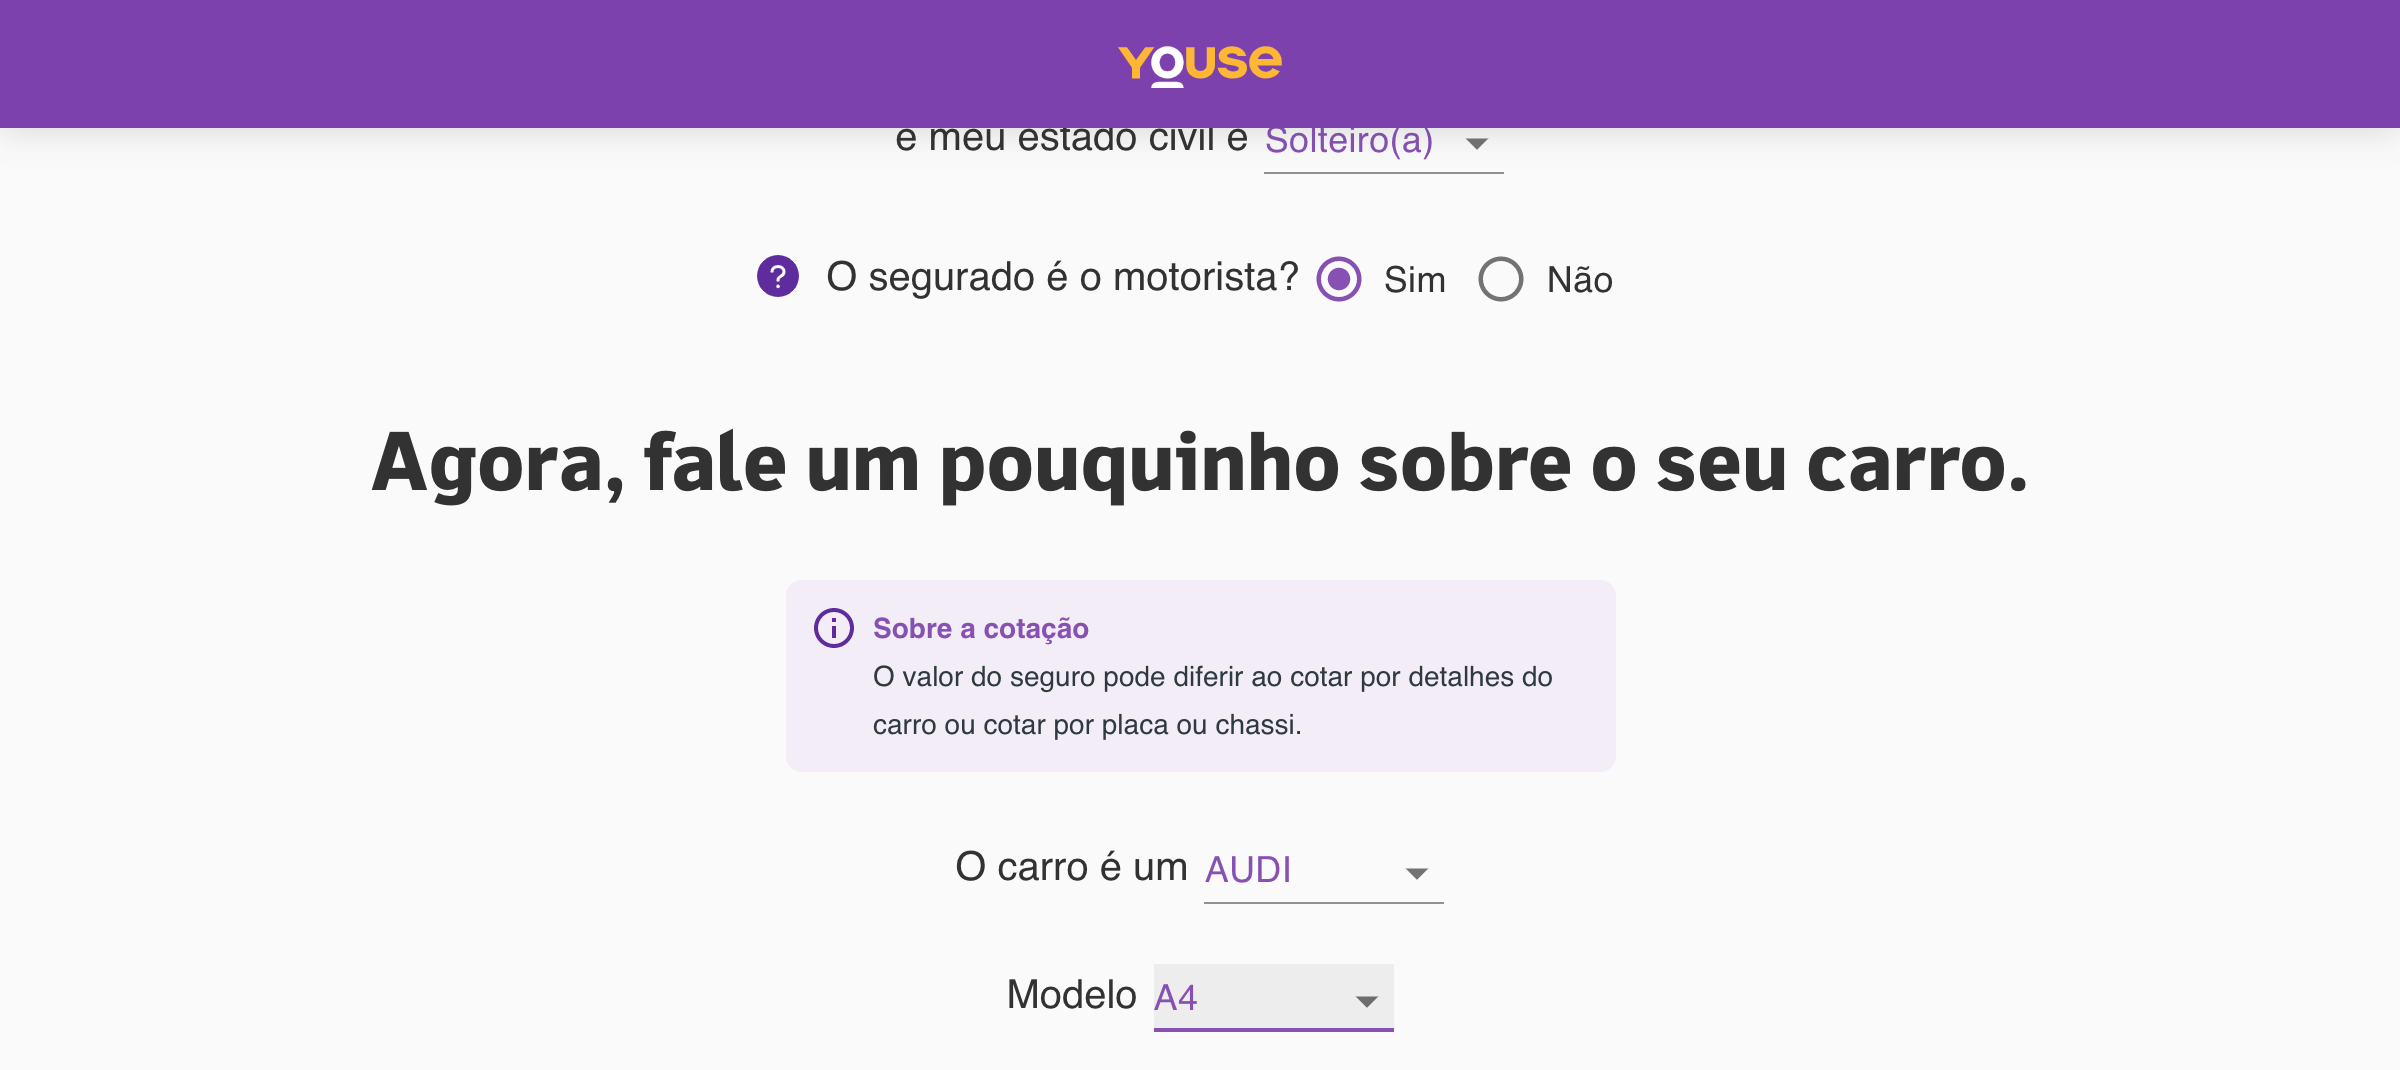 YOUSE
e meu estado civil é Solteiro(a)
? O segurado é o motorista? Sim Não
Agora, fale um pouquinho sobre o seu carro.
Sobre a cotação
O valor do seguro pode diferir ao cotar por detalhes do
carro ou cotar por placa ou chassi.
O carro é um AUDI
Modelo A4